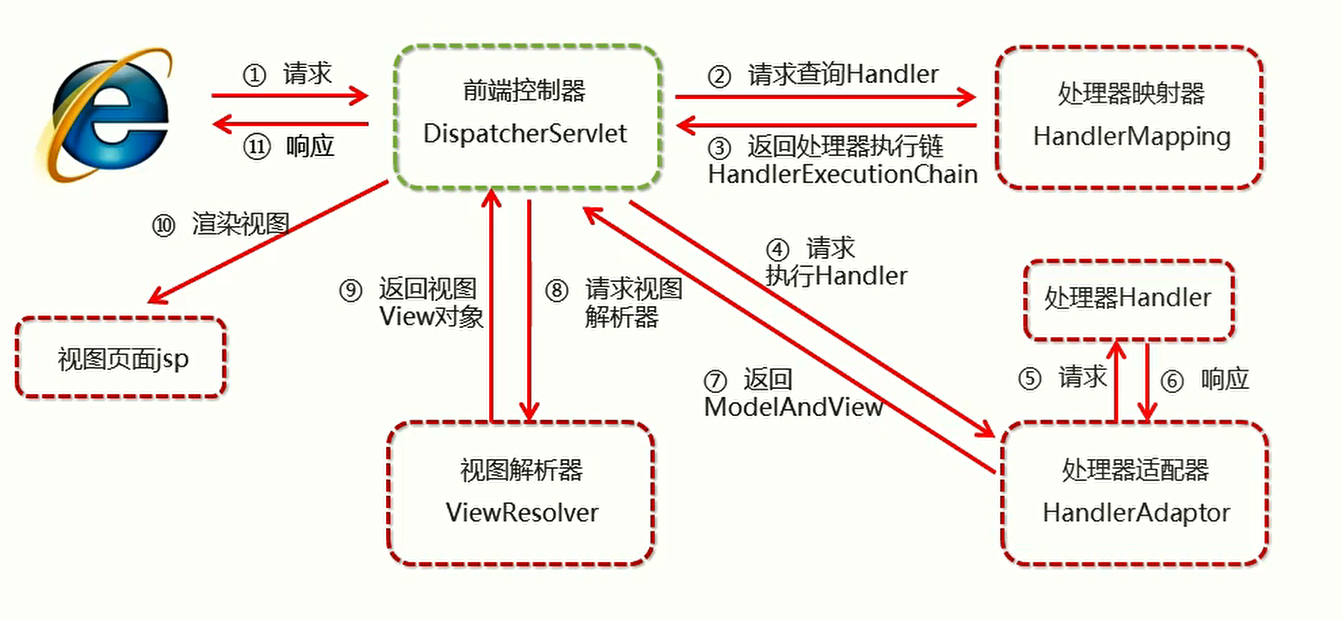 ① 请求
⑪ 响应
前端控制器
DispatcherServlet
② 请求查询Handler
③ 返回处理器执行链
HandlerExecutionChain
处理器映射器
HandlerMapping
⑩ 渲染视图
视图页面jsp
⑨ 返回视图
View对象
⑧ 请求视图
解析器
④ 请求
执行Handler
处理器Handler
⑤ 请求
⑥ 响应
⑦ 返回
ModelAndView
视图解析器
ViewResolver
处理器适配器
HandlerAdaptor